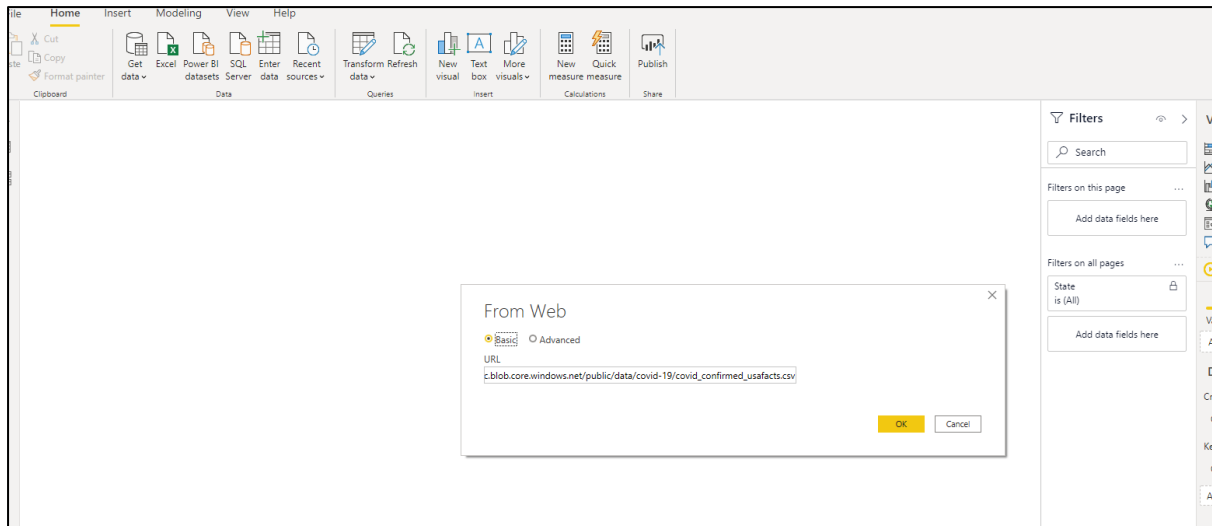 File Home Insert Modeling View Help
Cut
Copy
Format painter
Clipboard
Get data
Excel
Power BI datasets
SQL Server
Enter data
Recent sources
Data
Transform data
Refresh
Queries
New visual
Text box
More visuals
Insert
New measure
Quick measure
Calculations
Publish
Share
Filters
Search
Filters on this page
...
Add data fields here
Filters on all pages
...
State
is (All)
Add data fields here
From Web
Basic Advanced
URL
c.blob.core.windows.net/public/data/covid-19/covid_confirmed_usafacts.csv
OK Cancel